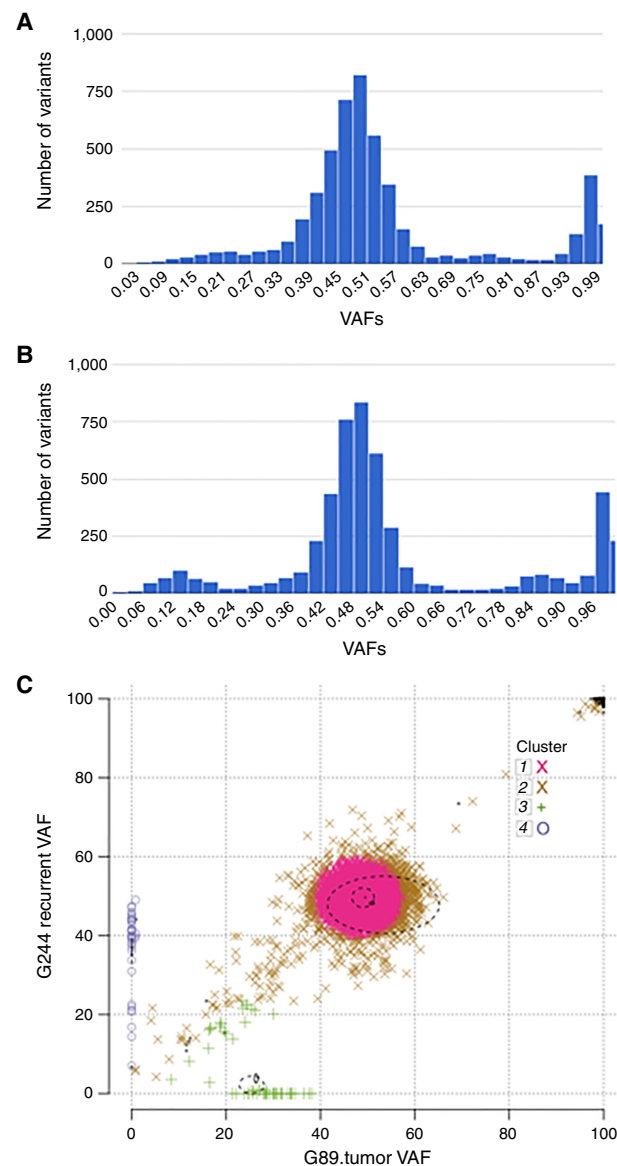 A
Number of variants
1,000
750
500
250
0
0.03 0.09 0.15 0.21 0.27 0.33 0.39 0.45 0.51 0.57 0.63 0.69 0.75 0.81 0.87 0.93 0.99
VAFs
B
Number of variants
1,000
750
500
250
0
0.00 0.06 0.12 0.18 0.24 0.30 0.36 0.42 0.48 0.54 0.60 0.66 0.72 0.78 0.84 0.90 0.96
VAFs
C
G244 recurrent VAF
100
80
60
40
20
0
Cluster
1
2
3
4
0 20 40 60 80 100
G89.tumor VAF